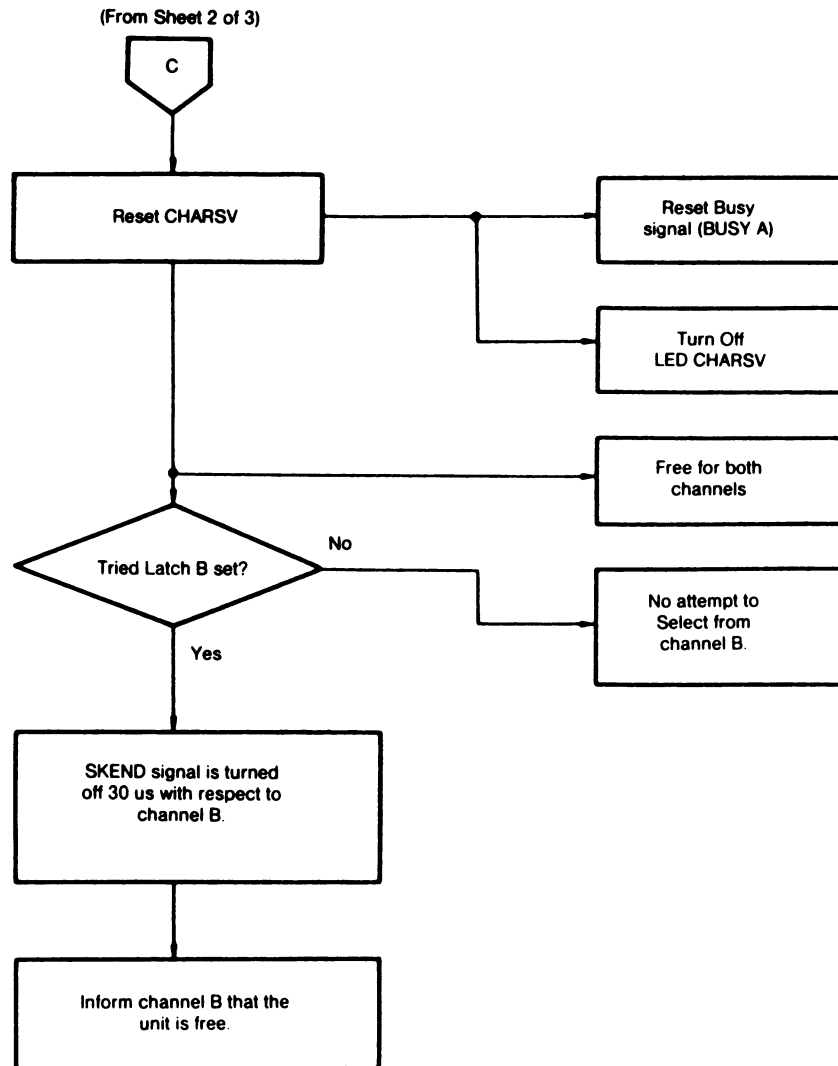 (From Sheet 2 of 3)
C
Reset CHARSV
Reset Busy
signal (BUSY A)
Turn Off
LED CHARSV
Free for both
channels
Tried Latch B set?
No
No attempt to
Select from
channel B.
Yes
SKEND signal is turned
off 30 us with respect to
channel B.
Inform channel B that the
unit is free.